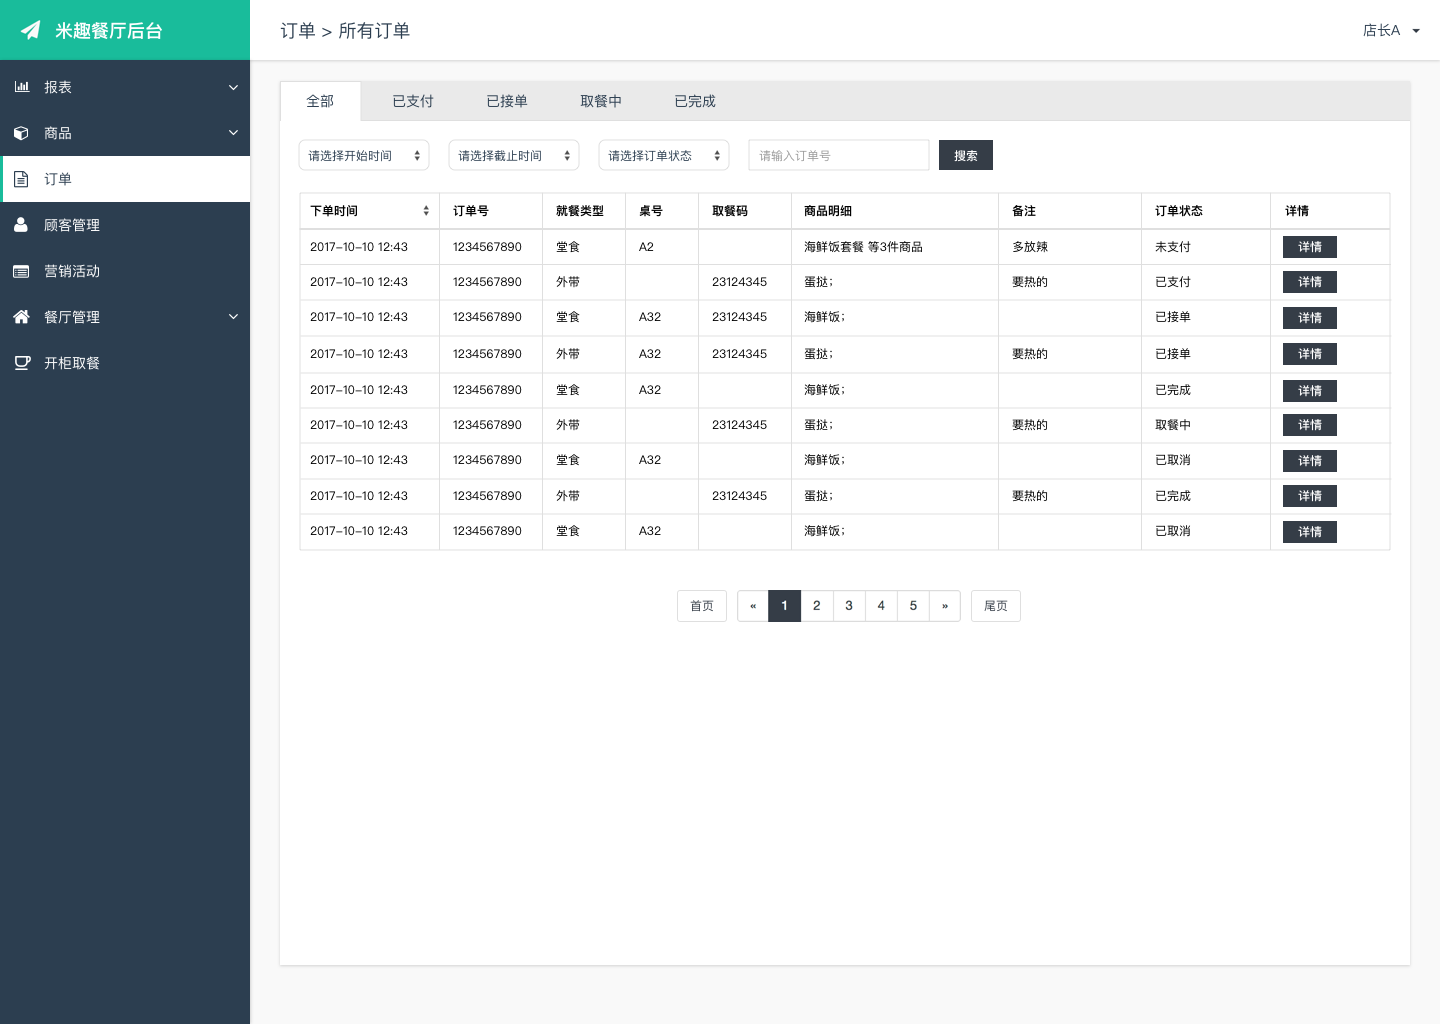 米趣餐厅后台
订单 > 所有订单
店长A
报表
商品
订单
顾客管理
营销活动
餐厅管理
开柜取餐
全部 已支付 已接单 取餐中 已完成
请选择开始时间 请选择截止时间 请选择订单状态 请输入订单号 搜索
下单时间 订单号 就餐类型 桌号 取餐码 商品明细 备注 订单状态 详情
2017-10-10 12:43 1234567890 堂食 A2 海鲜饭套餐 等3件商品 多放辣 未支付 详情
2017-10-10 12:43 1234567890 外带 23124345 蛋挞; 要热的 已支付 详情
2017-10-10 12:43 1234567890 堂食 A32 23124345 海鲜饭; 已接单 详情
2017-10-10 12:43 1234567890 外带 A32 23124345 蛋挞; 要热的 已接单 详情
2017-10-10 12:43 1234567890 堂食 A32 海鲜饭; 已完成 详情
2017-10-10 12:43 1234567890 外带 23124345 蛋挞; 要热的 取餐中 详情
2017-10-10 12:43 1234567890 堂食 A32 海鲜饭; 已取消 详情
2017-10-10 12:43 1234567890 外带 23124345 蛋挞; 要热的 已完成 详情
2017-10-10 12:43 1234567890 堂食 A32 海鲜饭; 已取消 详情
首页 « 1 2 3 4 5 » 尾页